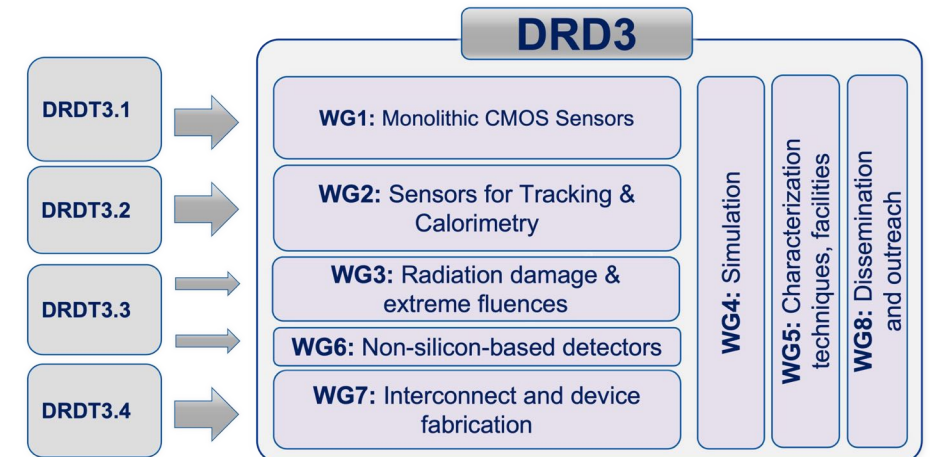 DRD3
DRDT3.1
DRDT3.2
DRDT3.3
DRDT3.4
WG1: Monolithic CMOS Sensors
WG2: Sensors for Tracking &
Calorimetry
WG3: Radiation damage &
extreme fluences
WG6: Non-silicon-based detectors
WG7: Interconnect and device
fabrication
WG4: Simulation
WG5: Characterization
techniques, facilities
WG8: Dissemination
and outreach